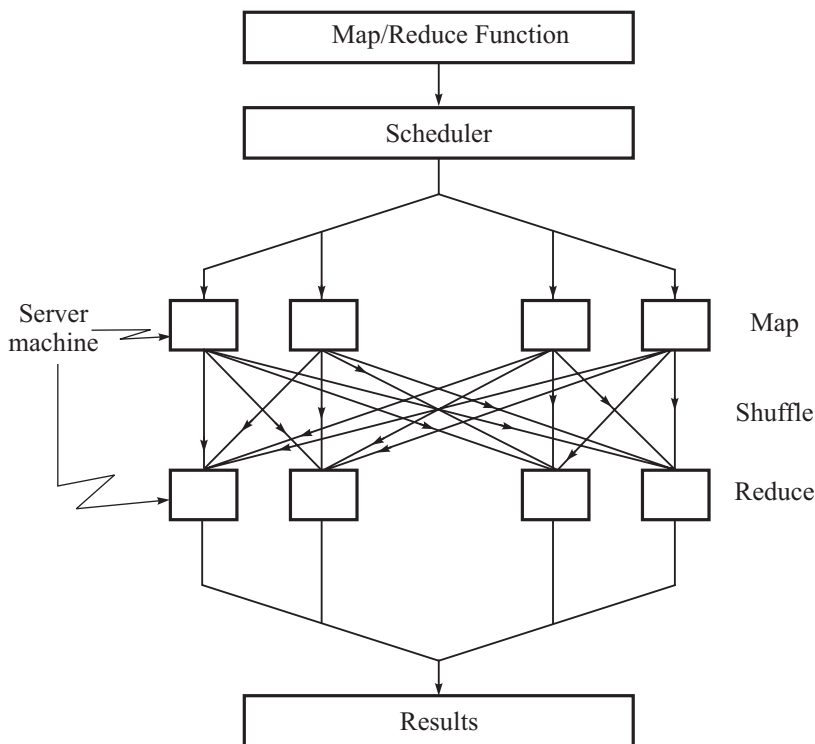 Map/Reduce Function
Scheduler
Server
machine
Map
Shuffle
Reduce
Results